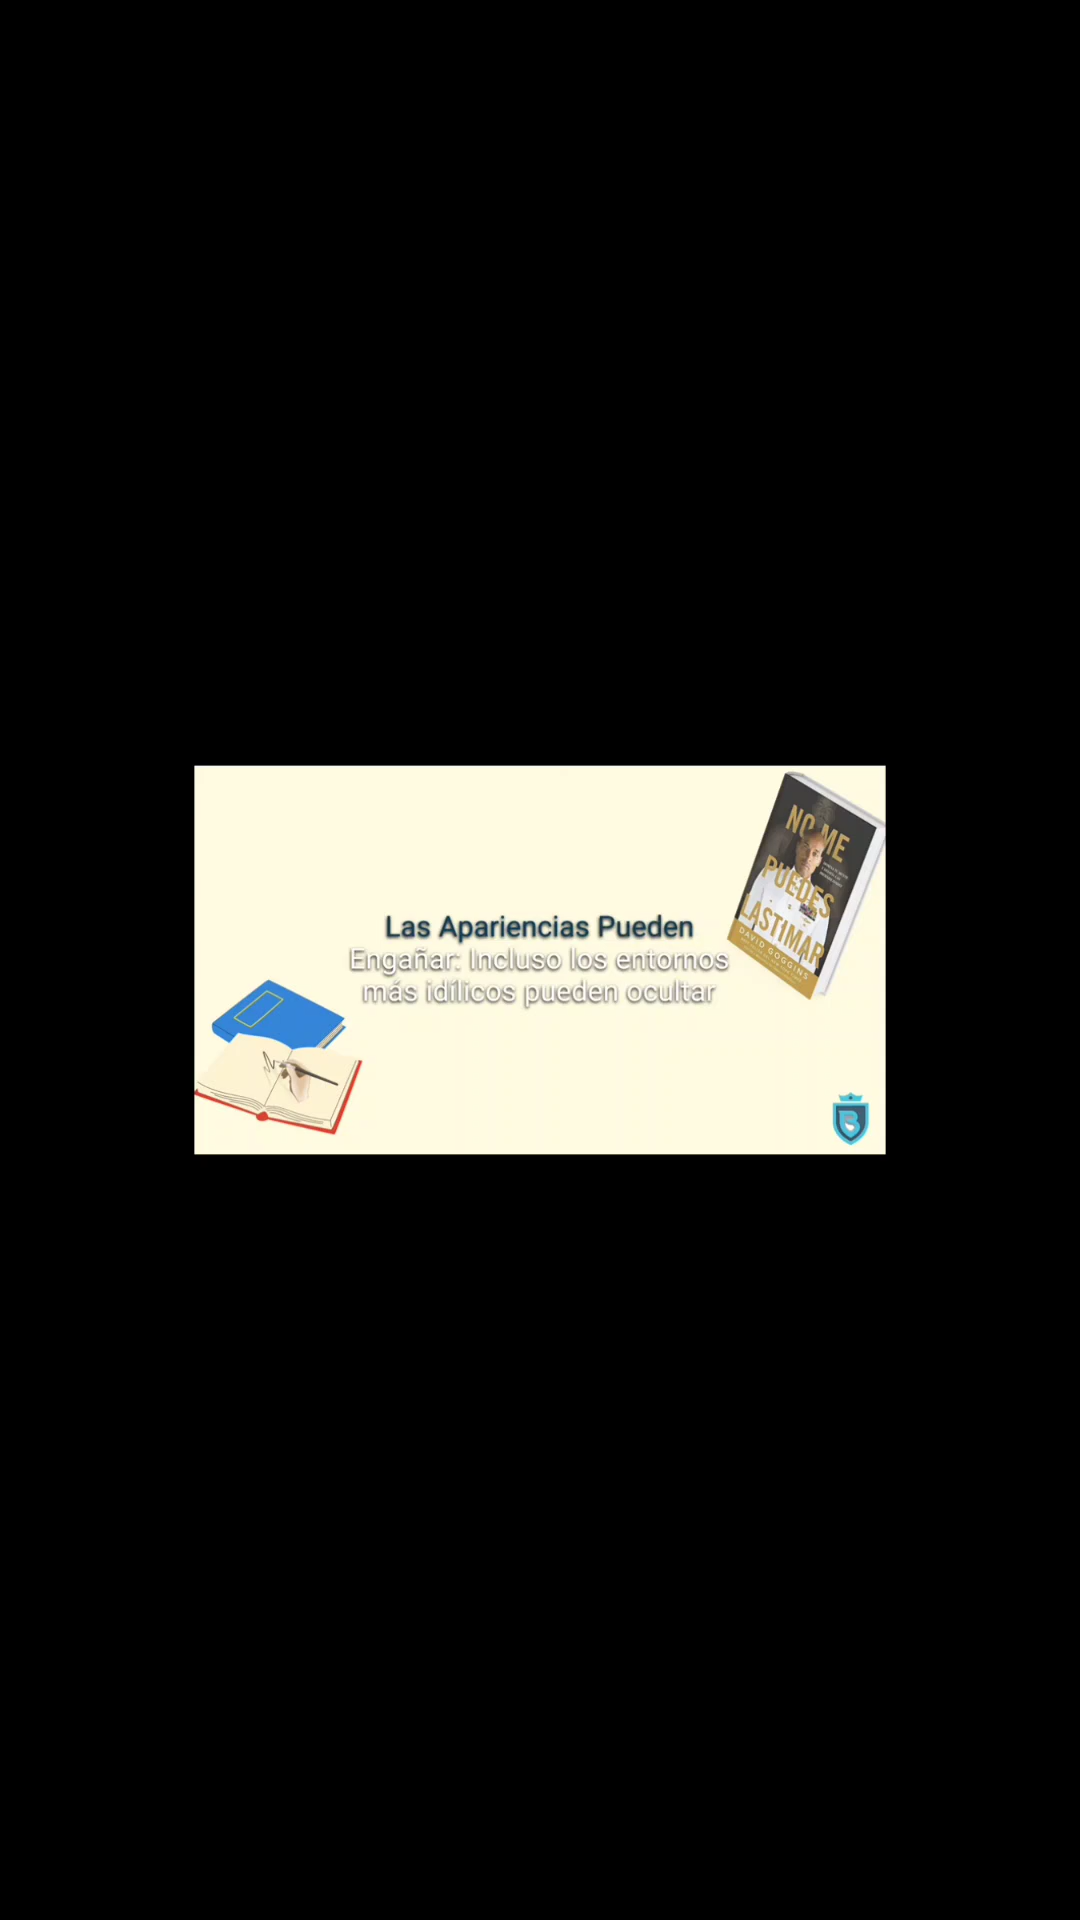 Las Apariencias Pueden
Engañar: Incluso los entornos
más idílicos pueden ocultar
NO ME
PUEDES
LASTIMAR
DAVID GOGGINS
B